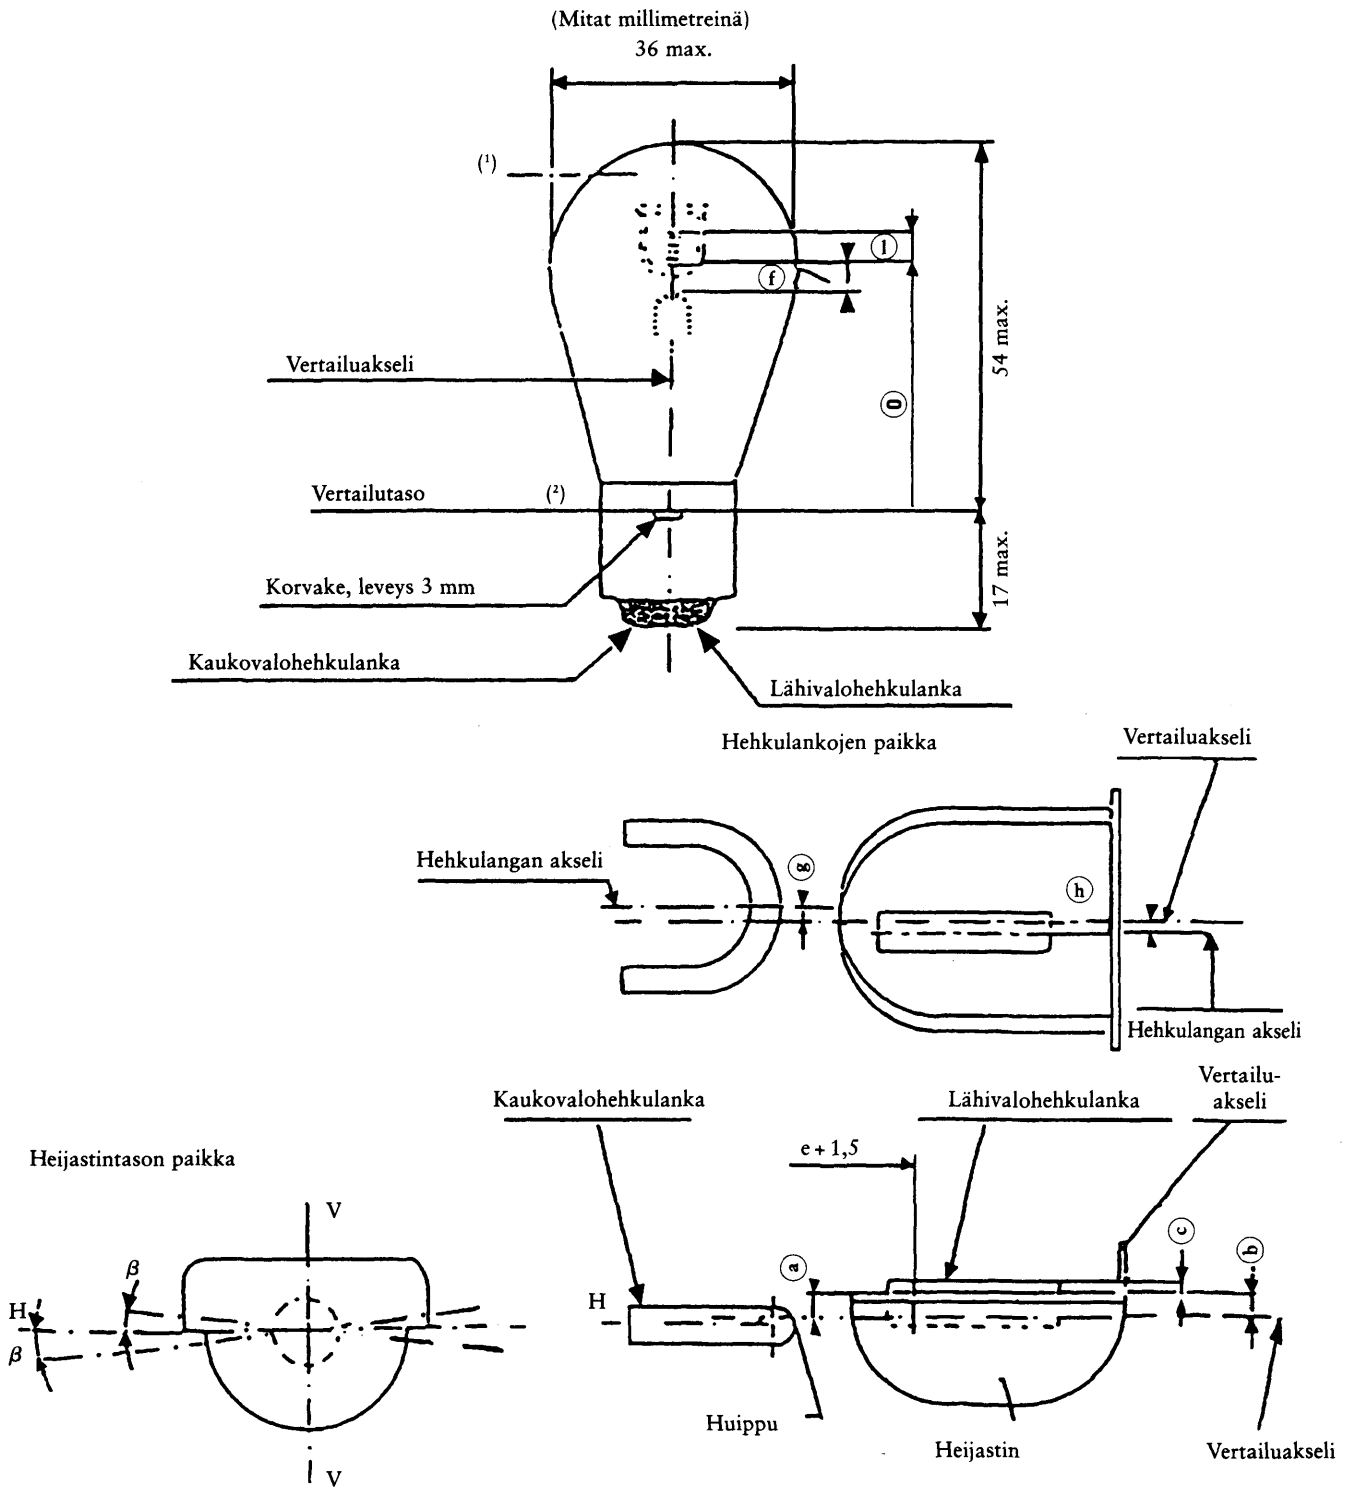 (Mitat millimetreinä)
36 max.
(1)
l
f
54 max.
0
Vertailuakseli
Vertailutaso
(2)
17 max.
Korvake, leveys 3 mm
Kaukovalohehkulanka
Lähivalohehkulanka
Hehkulankojen paikka
Vertailuakseli
Hehkulangan akseli
g
h
Hehkulangan akseli
Kaukovalohehkulanka
Lähivalohehkulanka
Vertailu-
akseli
e + 1,5
Heijastintason paikka
V
β
H
β
V
H
a
c
b
Huippu
Heijastin
Vertailuakseli